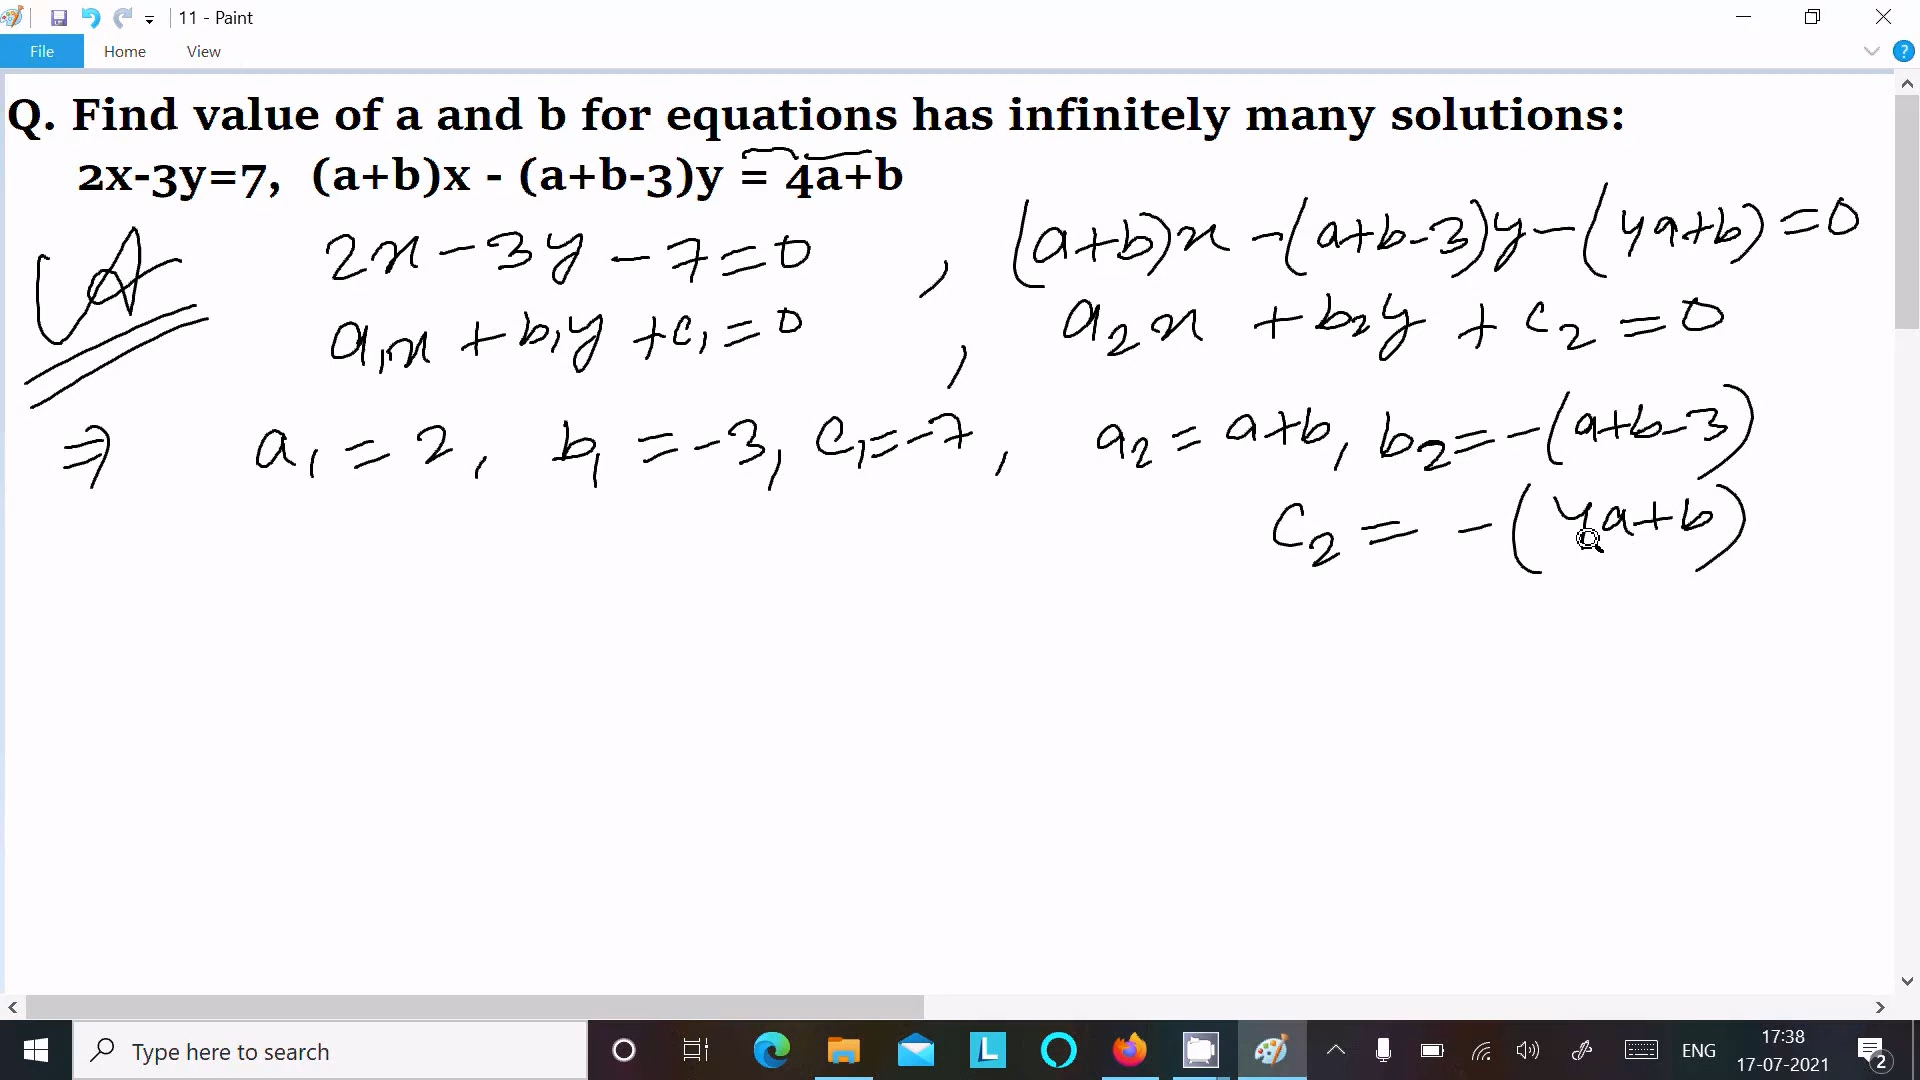 11 - Paint
File Home View
Q. Find value of a and b for equations has infinitely many solutions:
2x-3y=7, (a+b)x - (a+b-3)y = 4a+b
2x - 3y - 7 = 0 , (a+b)x - (a+b-3)y - (4a+b) = 0
a₁x + b₁y + c₁ = 0 , a₂x + b₂y + c₂ = 0
⇒ a₁ = 2, b₁ = -3, c₁ = -7, a₂ = a+b, b₂ = -(a+b-3)
c₂ = -(4a+b)
Type here to search
ENG
17:38
17-07-2021
2